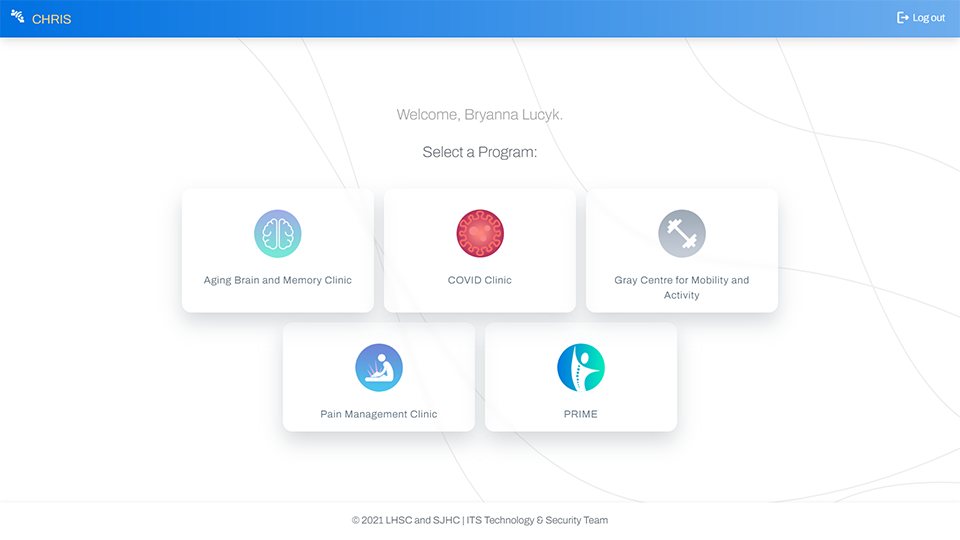 CHRIS
Log out
Welcome, Bryanna Lucyk.
Select a Program:
Aging Brain and Memory Clinic
COVID Clinic
Gray Centre for Mobility and
Activity
Pain Management Clinic
PRIME
© 2021 LHSC and SJHC | ITS Technology & Security Team